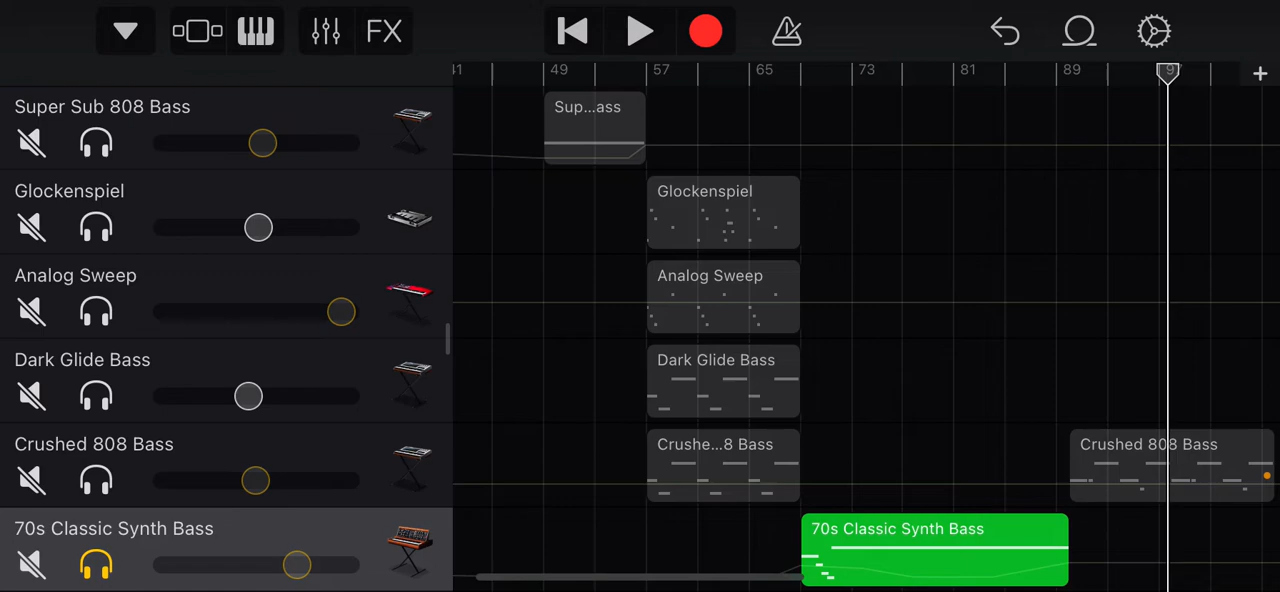 FX
41 49 57 65 73 81 89 97
Super Sub 808 Bass
Sup...ass
Glockenspiel
Glockenspiel
Analog Sweep
Analog Sweep
Dark Glide Bass
Dark Glide Bass
Crushed 808 Bass
Crushe...8 Bass
Crushed 808 Bass
70s Classic Synth Bass
70s Classic Synth Bass